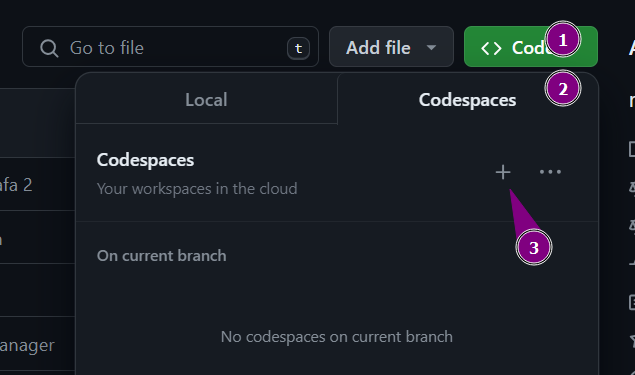 Go to file
t
Add file
Cod
1
2
Local
Codespaces
Codespaces
Your workspaces in the cloud
3
On current branch
No codespaces on current branch
afa 2
anager